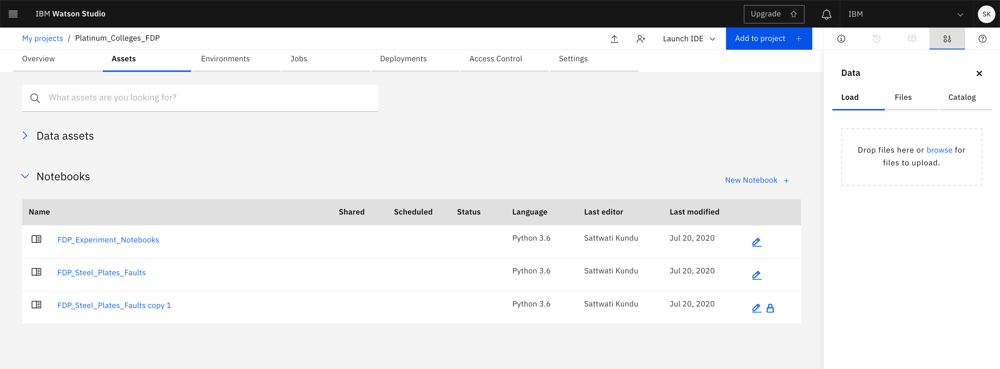 IBM Watson Studio
Upgrade
IBM
SK
My projects / Platinum_Colleges_FDP
Launch IDE
Add to project +
Overview
Assets
Environments
Jobs
Deployments
Access Control
Settings
What assets are you looking for?
Data assets
Notebooks
New Notebook +
Name Shared Scheduled Status Language Last editor Last modified
FDP_Experiment_Notebooks Python 3.6 Sattwati Kundu Jul 20, 2020
FDP_Steel_Plates_Faults Python 3.6 Sattwati Kundu Jul 20, 2020
FDP_Steel_Plates_Faults copy 1 Python 3.6 Sattwati Kundu Jul 20, 2020
Data
Load Files Catalog
Drop files here or browse for
files to upload.